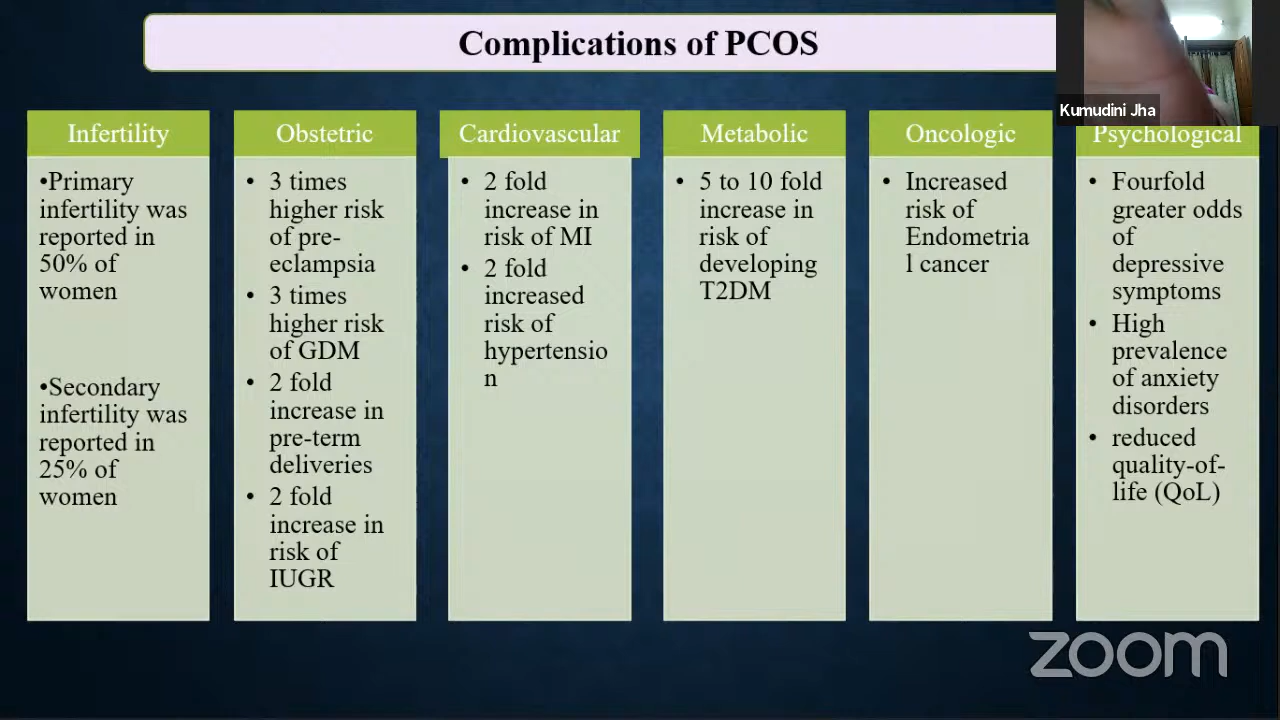 Complications of PCOS
Kumudini Jha
Infertility
•Primary
infertility was
reported in
50% of
women
•Secondary
infertility was
reported in
25% of
women
Obstetric
• 3 times
higher risk
of pre-
eclampsia
• 3 times
higher risk
of GDM
• 2 fold
increase in
pre-term
deliveries
• 2 fold
increase in
risk of
IUGR
Cardiovascular
• 2 fold
increase in
risk of MI
• 2 fold
increased
risk of
hypertensio
n
Metabolic
• 5 to 10 fold
increase in
risk of
developing
T2DM
Oncologic
• Increased
risk of
Endometria
l cancer
Psychological
• Fourfold
greater odds
of
depressive
symptoms
• High
prevalence
of anxiety
disorders
• reduced
quality-of-
life (QoL)
zoom